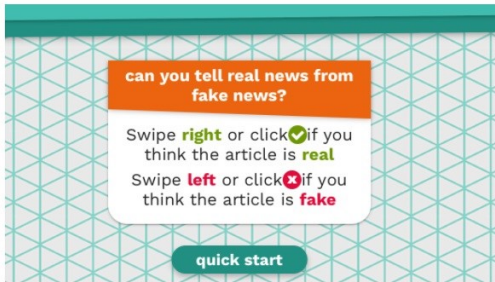 can you tell real news from
fake news?
Swipe right or click if you
think the article is real
Swipe left or click if you
think the article is fake
quick start